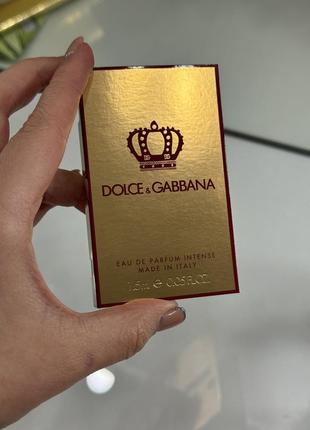 DOLCE & GABBANA
EAU DE PARFUM INTENSE
MADE IN ITALY
1.5ml ℮ 0.05 FL.OZ.